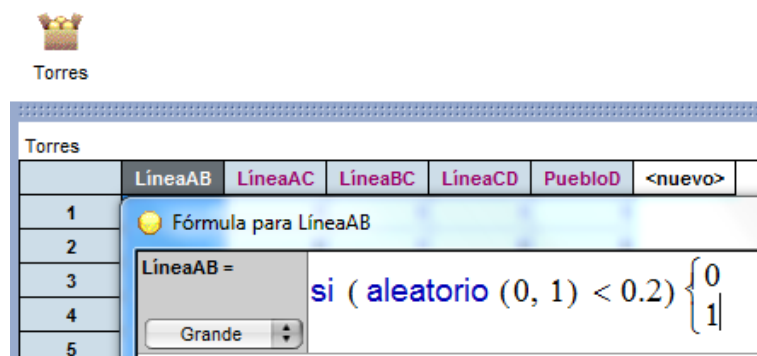 Torres
Torres
LíneaAB LíneaAC LíneaBC LíneaCD PuebloD <nuevo>
1
2
3
4
5
Fórmula para LíneaAB
LíneaAB =
si ( aleatorio (0, 1) < 0.2) { 0
1
Grande